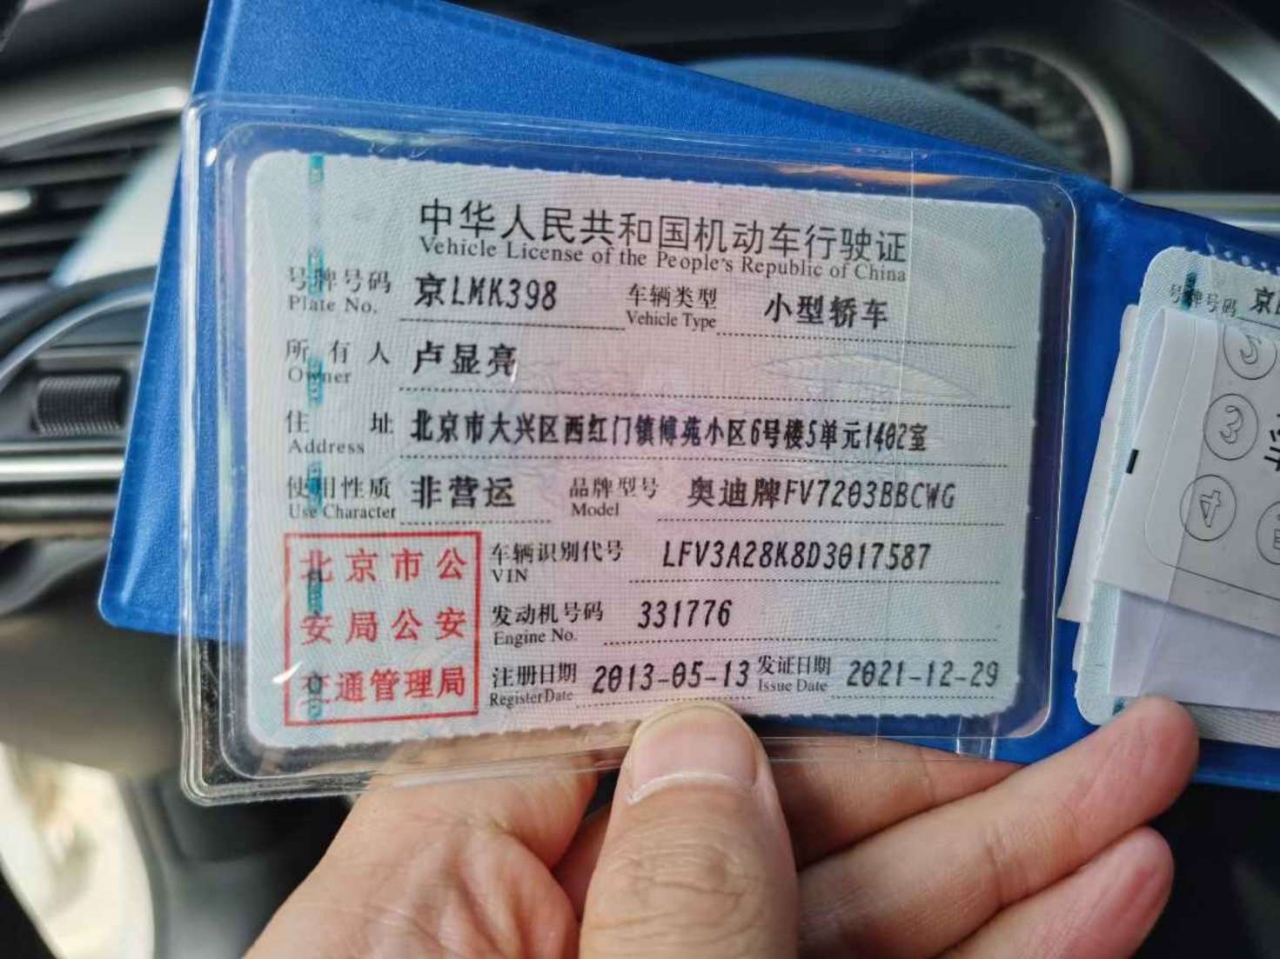 中华人民共和国机动车行驶证
Vehicle License of the People's Republic of China
号牌号码 京LMK398 车辆类型 小型轿车
Plate No. Vehicle Type
所有人 卢显亮
Owner
住址 北京市大兴区西红门镇博苑小区6号楼5单元1402室
Address
使用性质 非营运 品牌型号 奥迪牌FV7203BBCWG
Use Character Model
北京市公
安局公安
交通管理局
车辆识别代号 LFV3A28K8D3017587
VIN
发动机号码 331776
Engine No.
注册日期 2013-05-13 发证日期 2021-12-29
Register Date Issue Date
号牌号码 京
5
3
4